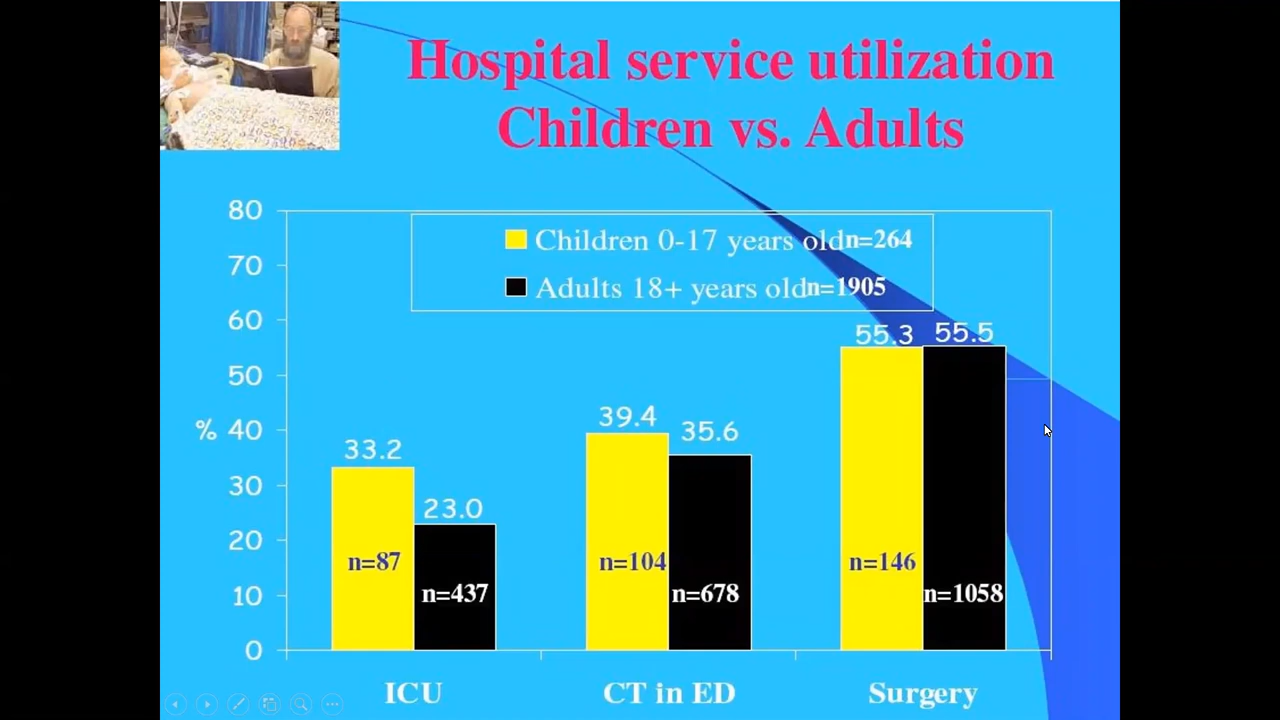 Hospital service utilization
Children vs. Adults
80
70
60
50
% 40
30
20
10
0
Children 0-17 years old n=264
Adults 18+ years old n=1905
33.2
23.0
39.4
35.6
55.3
55.5
n=87
n=437
n=104
n=678
n=146
n=1058
ICU
CT in ED
Surgery